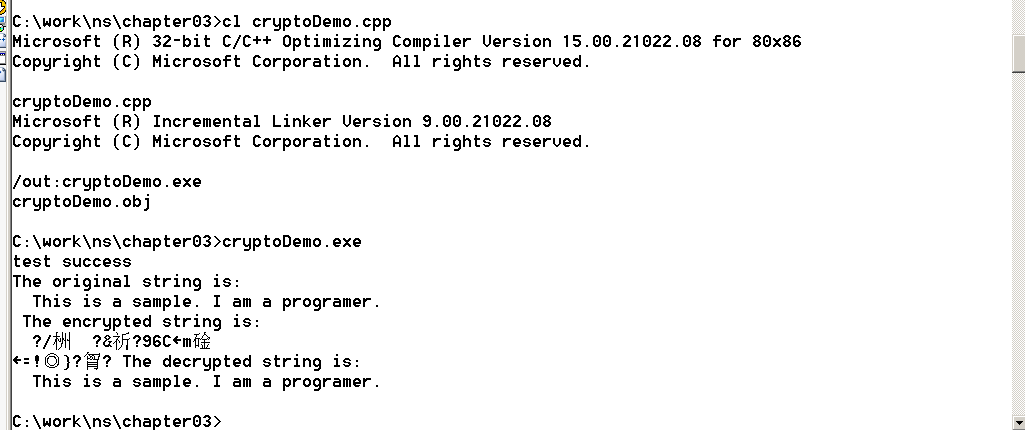 C:\work\ns\chapter03>cl cryptoDemo.cpp
Microsoft (R) 32-bit C/C++ Optimizing Compiler Version 15.00.21022.08 for 80x86
Copyright (C) Microsoft Corporation.  All rights reserved.
cryptoDemo.cpp
Microsoft (R) Incremental Linker Version 9.00.21022.08
Copyright (C) Microsoft Corporation.  All rights reserved.
/out:cryptoDemo.exe
cryptoDemo.obj
C:\work\ns\chapter03>cryptoDemo.exe
test success
The original string is:
This is a sample. I am a programer.
The encrypted string is:
?/栦  ?&祈?96C←m碒
←=!◎}?胷? The decrypted string is:
This is a sample. I am a programer.
C:\work\ns\chapter03>